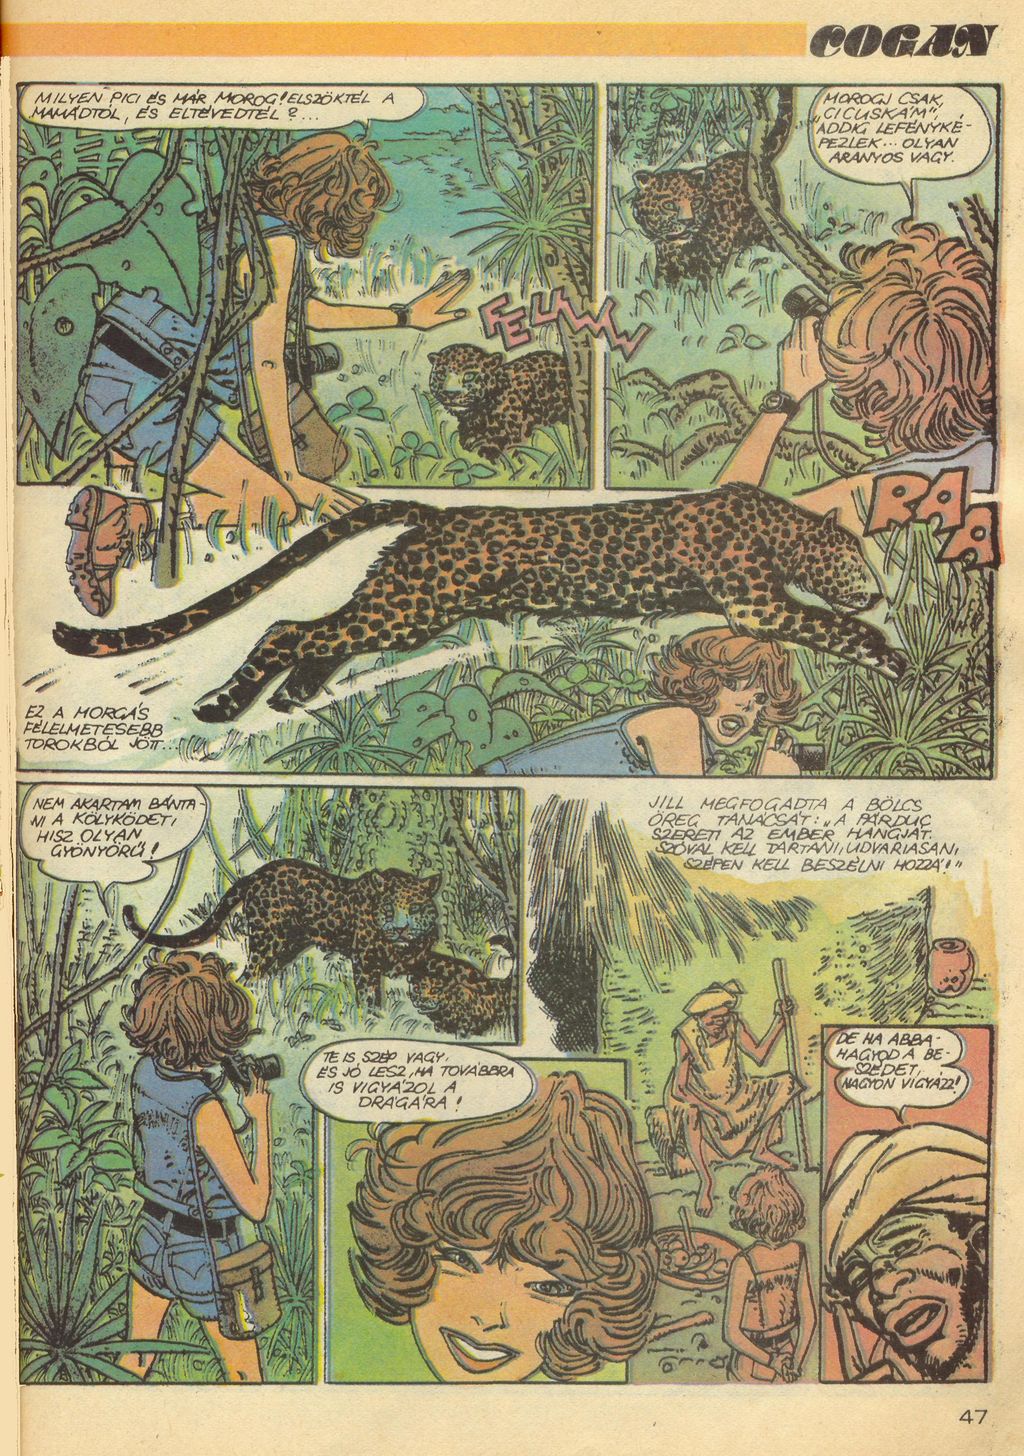 COGAN
MILYEN PICI ÉS MÁR MOROG! ELSZÖKTÉL A
MAMÁDTÓL, ÉS ELTÉVEDTÉL?...
MOROGJ CSAK,
„CICUSKÁM”,
ADDIG LEFÉNYKÉ-
PEZLEK... OLYAN
ARANYOS VAGY.
FELIWWW
RAAA
EZ A MORGÁS
FÉLELMETESEBB
TOROKBÓL JÖTT...
NEM AKARTAM BÁNTA-
NI A KÖLYKÖDET,
HISZ OLYAN
GYÖNYÖRŰ!
JILL MEGFOGADTA A BÖLCS
ÖREG TANÁCSÁT: „A PÁRDUC
SZERETI AZ EMBER HANGJÁT.
SZÓVAL KELL TARTANI, UDVARIASAN,
SZÉPEN KELL BESZÉLNI HOZZÁ!”
TE IS SZÉP VAGY,
ÉS JÓ LESZ, HA TOVÁBBRA
IS VIGYÁZOL A
DRÁGÁRA!
DE HA ABBA-
HAGYOD A BE-
SZÉDET,
NAGYON VIGYÁZZ!
47